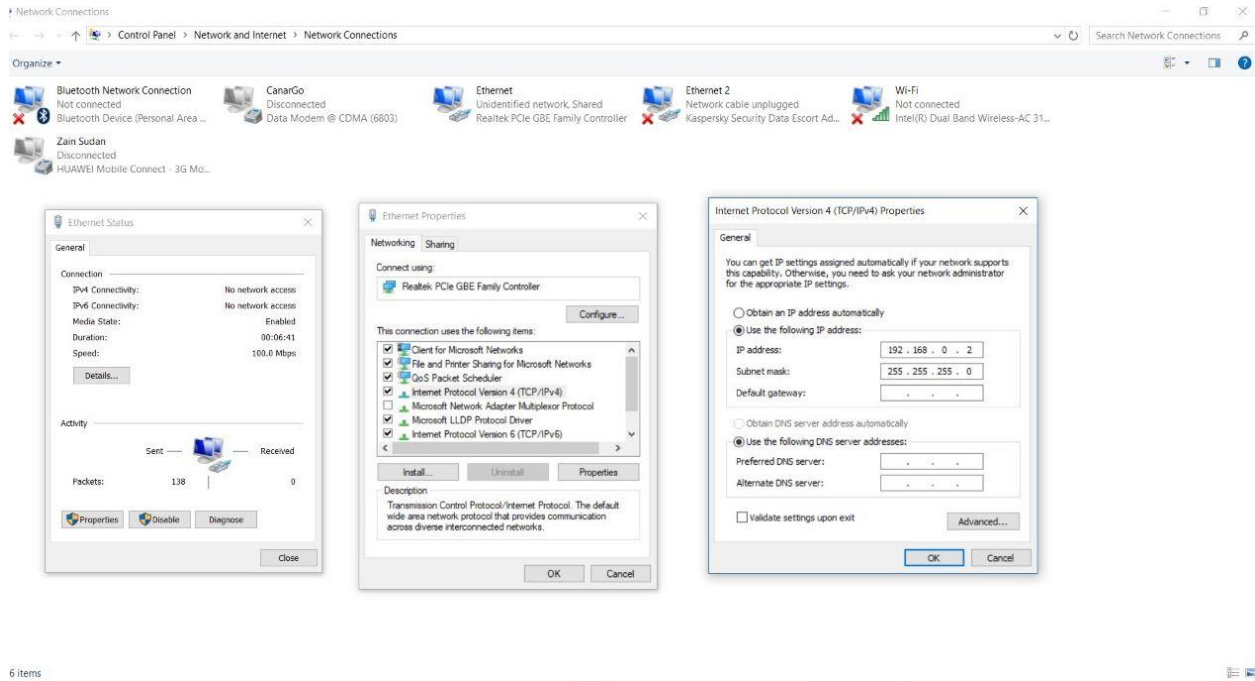 Network Connections
Control Panel > Network and Internet > Network Connections
Search Network Connections
Organize
Bluetooth Network Connection
Not connected
Bluetooth Device (Personal Area ...
CanarGo
Disconnected
Data Modem @ CDMA (6803)
Ethernet
Unidentified network, Shared
Realtek PCIe GBE Family Controller
Ethernet 2
Network cable unplugged
Kaspersky Security Data Escort Ad...
Wi-Fi
Not connected
Intel(R) Dual Band Wireless-AC 31...
Zain Sudan
Disconnected
HUAWEI Mobile Connect - 3G Mo...
Ethernet Status
General
Connection
IPv4 Connectivity: No network access
IPv6 Connectivity: No network access
Media State: Enabled
Duration: 00:06:41
Speed: 100.0 Mbps
Details...
Activity
Sent — — Received
Packets: 138 | 0
Properties Disable Diagnose
Close
Ethernet Properties
Networking Sharing
Connect using:
Realtek PCIe GBE Family Controller
Configure...
This connection uses the following items:
Client for Microsoft Networks
File and Printer Sharing for Microsoft Networks
QoS Packet Scheduler
Internet Protocol Version 4 (TCP/IPv4)
Microsoft Network Adapter Multiplexor Protocol
Microsoft LLDP Protocol Driver
Internet Protocol Version 6 (TCP/IPv6)
Install... Uninstall Properties
Description
Transmission Control Protocol/Internet Protocol. The default
wide area network protocol that provides communication
across diverse interconnected networks.
OK Cancel
Internet Protocol Version 4 (TCP/IPv4) Properties
General
You can get IP settings assigned automatically if your network supports
this capability. Otherwise, you need to ask your network administrator
for the appropriate IP settings.
Obtain an IP address automatically
Use the following IP address:
IP address: 192 . 168 . 0 . 2
Subnet mask: 255 . 255 . 255 . 0
Default gateway: . . .
Obtain DNS server address automatically
Use the following DNS server addresses:
Preferred DNS server: . . .
Alternate DNS server: . . .
Validate settings upon exit
Advanced...
OK Cancel
6 items